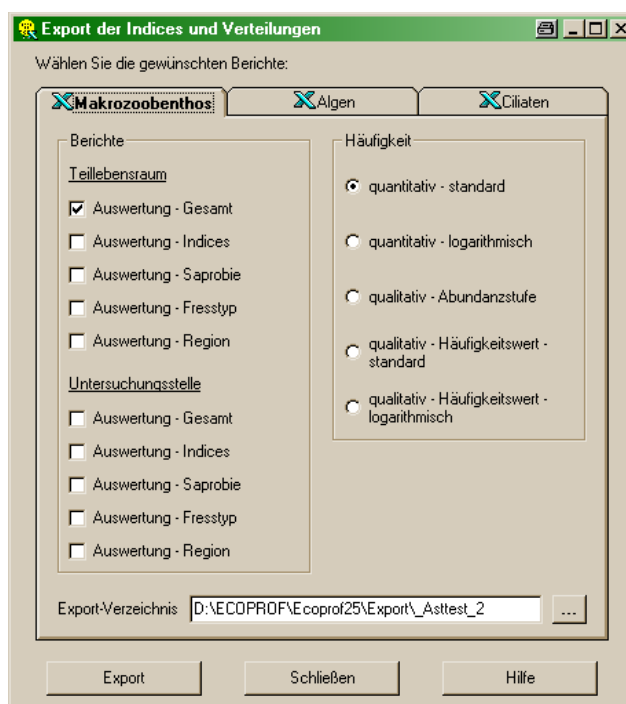 Export der Indices und Verteilungen
Wählen Sie die gewünschten Berichte:
Makrozoobenthos
Algen
Ciliaten
Berichte
Teillebensraum
Auswertung - Gesamt
Auswertung - Indices
Auswertung - Saprobie
Auswertung - Fresstyp
Auswertung - Region
Untersuchungsstelle
Auswertung - Gesamt
Auswertung - Indices
Auswertung - Saprobie
Auswertung - Fresstyp
Auswertung - Region
Häufigkeit
quantitativ - standard
quantitativ - logarithmisch
qualitativ - Abundanzstufe
qualitativ - Häufigkeitswert -
standard
qualitativ - Häufigkeitswert -
logarithmisch
Export-Verzeichnis D:\ECOPROF\Ecoprof25\Export\_Asttest_2 ...
Export Schließen Hilfe